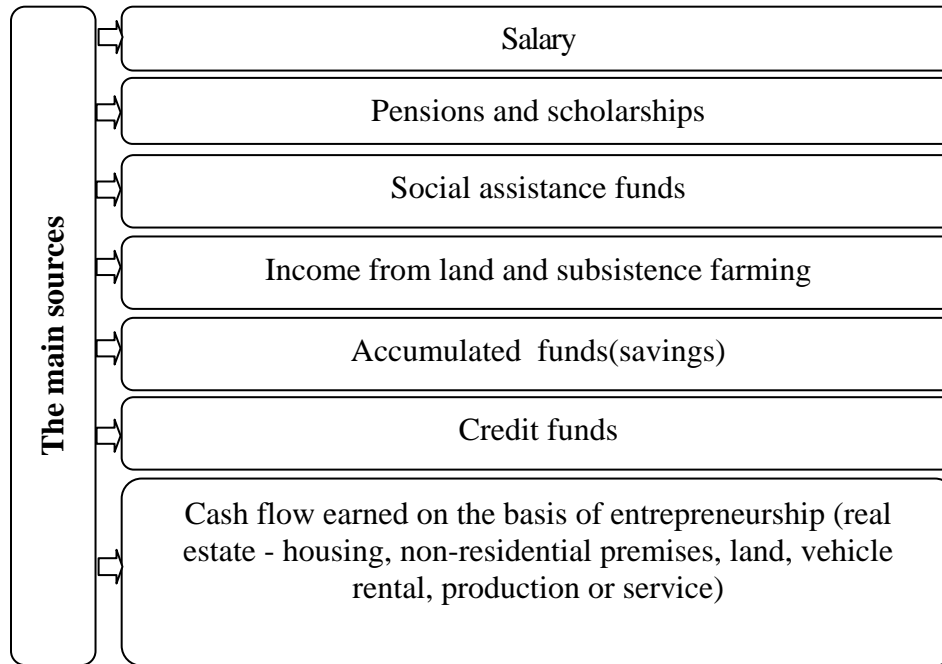 The main sources
Salary
Pensions and scholarships
Social assistance funds
Income from land and subsistence farming
Accumulated  funds(savings)
Credit funds
Cash flow earned on the basis of entrepreneurship (real
estate - housing, non-residential premises, land, vehicle
rental, production or service)